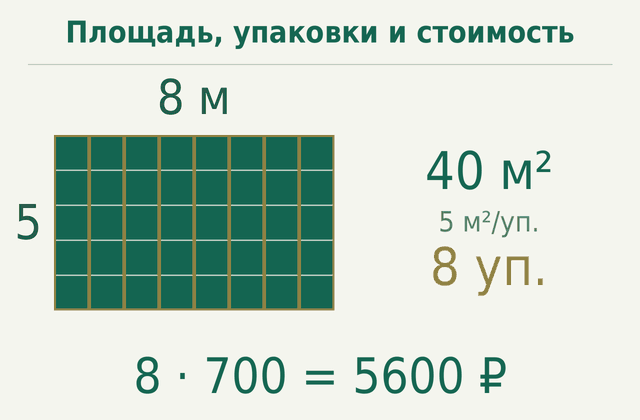 Площадь, упаковки и стоимость
8 м
5
40 м²
5 м²/уп.
8 уп.
8 · 700 = 5600 ₽